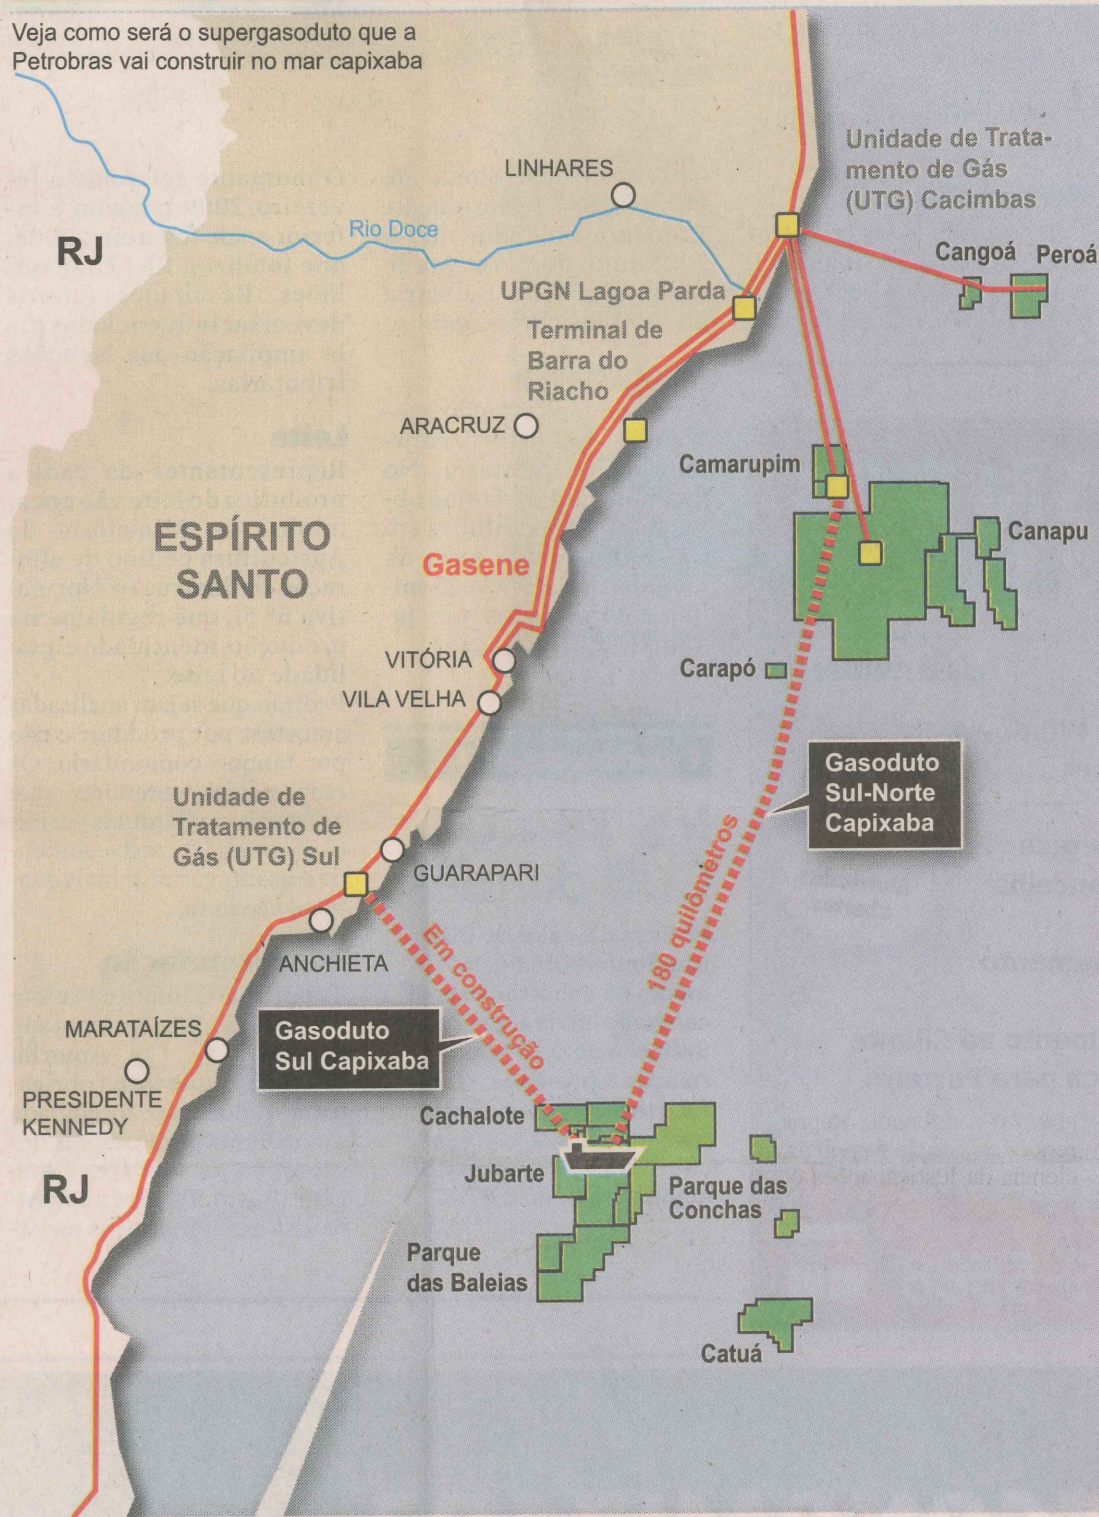 Veja como será o supergasoduto que a
Petrobras vai construir no mar capixaba
Unidade de Trata-
mento de Gás
(UTG) Cacimbas
LINHARES
RJ
Rio Doce
Cangoá
Peroá
UPGN Lagoa Parda
Terminal de
Barra do
Riacho
ARACRUZ
Camarupim
Canapu
ESPÍRITO
SANTO
Gasene
VITÓRIA
Carapó
VILA VELHA
Gasoduto
Sul-Norte
Capixaba
Unidade de
Tratamento de
Gás (UTG) Sul
GUARAPARI
180 quilômetros
Em construção
ANCHIETA
Gasoduto
Sul Capixaba
MARATAÍZES
PRESIDENTE
KENNEDY
Cachalote
RJ
Jubarte
Parque das
Conchas
Parque
das Baleias
Catuá